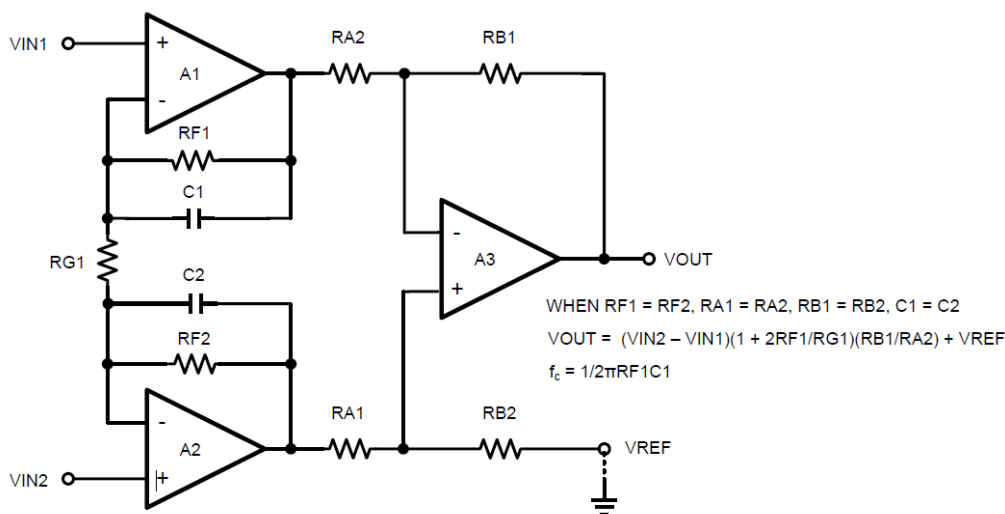 RA2
RB1
VIN1
+
A1
-
RF1
C1
RG1
-
A3
+
VOUT
C2
WHEN RF1 = RF2, RA1 = RA2, RB1 = RB2, C1 = C2
VOUT = (VIN2 – VIN1)(1 + 2RF1/RG1)(RB1/RA2) + VREF
RF2
f_c = 1/2πRF1C1
-
A2
+
RA1
RB2
VREF
VIN2